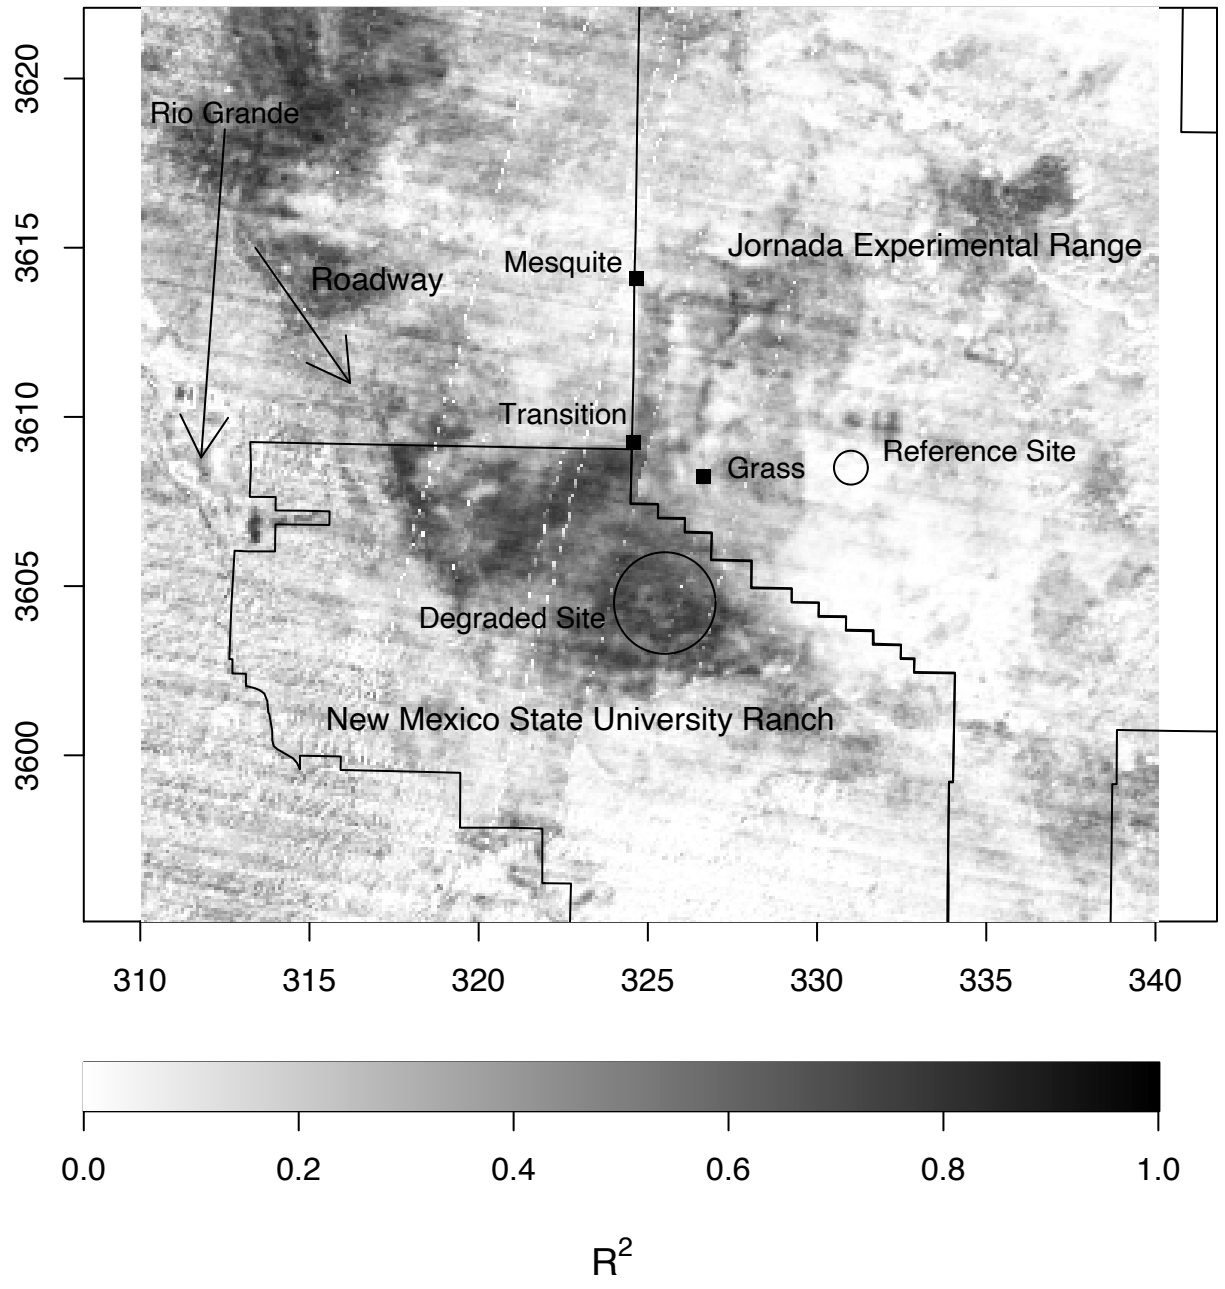 3620
Rio Grande
3615
Jornada Experimental Range
Mesquite
Roadway
3610
Transition
Reference Site
Grass
3605
Degraded Site
New Mexico State University Ranch
3600
310 315 320 325 330 335 340
0.0 0.2 0.4 0.6 0.8 1.0
R²